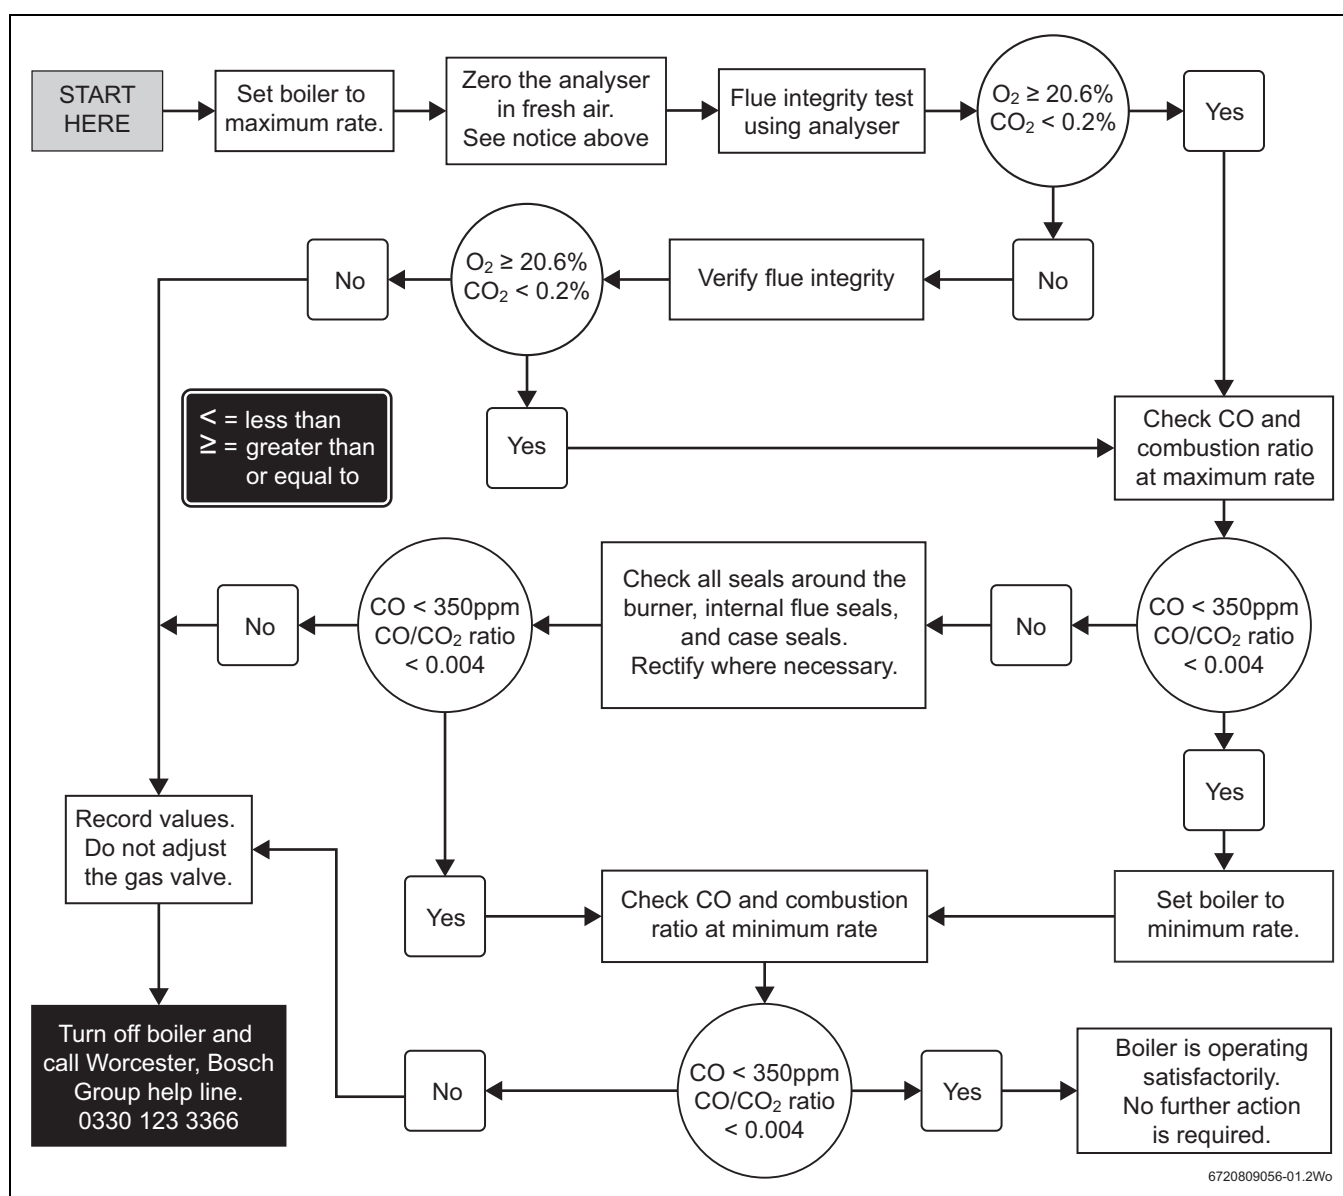 START
HERE
Set boiler to
maximum rate.
Zero the analyser
in fresh air.
See notice above
Flue integrity test
using analyser
O₂ ≥ 20.6%
CO₂ < 0.2%
Yes
No
O₂ ≥ 20.6%
CO₂ < 0.2%
Verify flue integrity
No
< = less than
≥ = greater than
or equal to
Yes
Check CO and
combustion ratio
at maximum rate
No
CO < 350ppm
CO/CO₂ ratio
< 0.004
Check all seals around the
burner, internal flue seals,
and case seals.
Rectify where necessary.
No
CO < 350ppm
CO/CO₂ ratio
< 0.004
Yes
Record values.
Do not adjust
the gas valve.
Yes
Check CO and combustion
ratio at minimum rate
Set boiler to
minimum rate.
Turn off boiler and
call Worcester, Bosch
Group help line.
0330 123 3366
No
CO < 350ppm
CO/CO₂ ratio
< 0.004
Yes
Boiler is operating
satisfactorily.
No further action
is required.
6720809056-01.2Wo